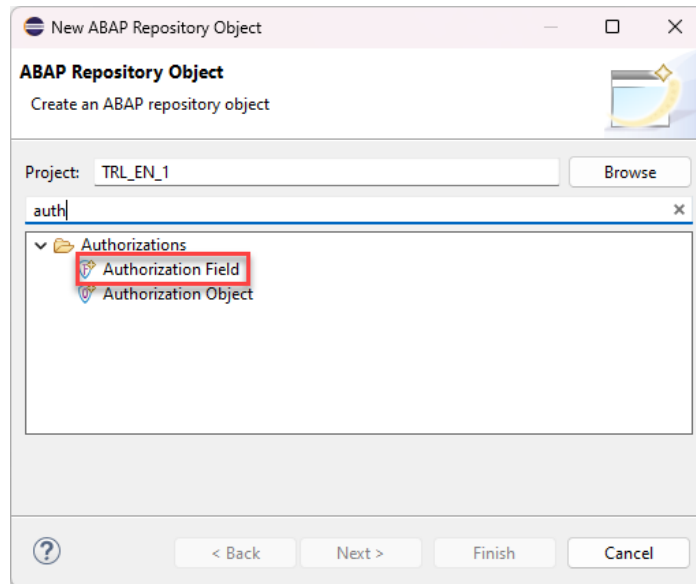 New ABAP Repository Object
ABAP Repository Object
Create an ABAP repository object
Project: TRL_EN_1 Browse
auth
Authorizations
Authorization Field
Authorization Object
? < Back Next > Finish Cancel